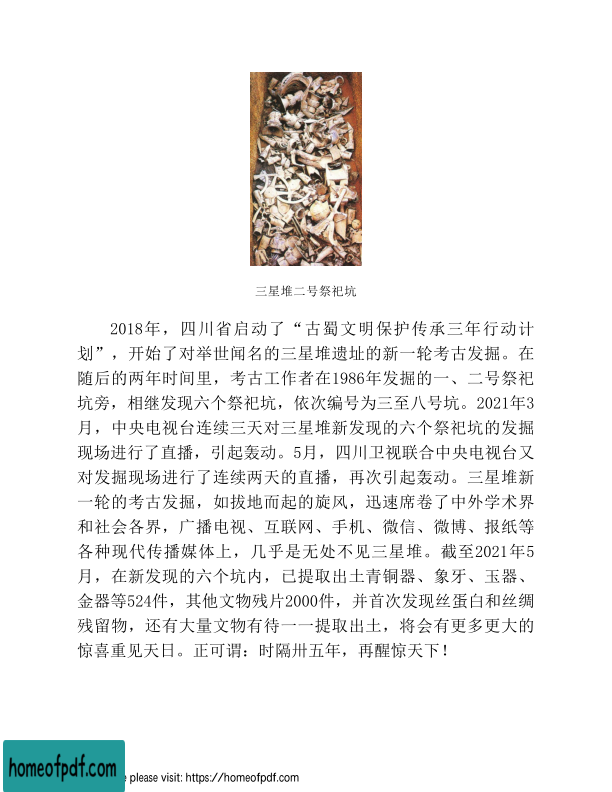 三星堆二号祭祀坑
2018年，四川省启动了“古蜀文明保护传承三年行动计
划”，开始了对举世闻名的三星堆遗址的新一轮考古发掘。在
随后的两年时间里，考古工作者在1986年发掘的一、二号祭祀
坑旁，相继发现六个祭祀坑，依次编号为三至八号坑。2021年3
月，中央电视台连续三天对三星堆新发现的六个祭祀坑的发掘
现场进行了直播，引起轰动。5月，四川卫视联合中央电视台又
对发掘现场进行了连续两天的直播，再次引起轰动。三星堆新
一轮的考古发掘，如拔地而起的旋风，迅速席卷了中外学术界
和社会各界，广播电视、互联网、手机、微信、微博、报纸等
各种现代传播媒体上，几乎是无处不见三星堆。截至2021年5
月，在新发现的六个坑内，已提取出土青铜器、象牙、玉器、
金器等524件，其他文物残片2000件，并首次发现丝蛋白和丝绸
残留物，还有大量文物有待一一提取出土，将会有更多更大的
惊喜重见天日。正可谓：时隔卅五年，再醒惊天下！
homeofpdf.com
e please visit: https://homeofpdf.com